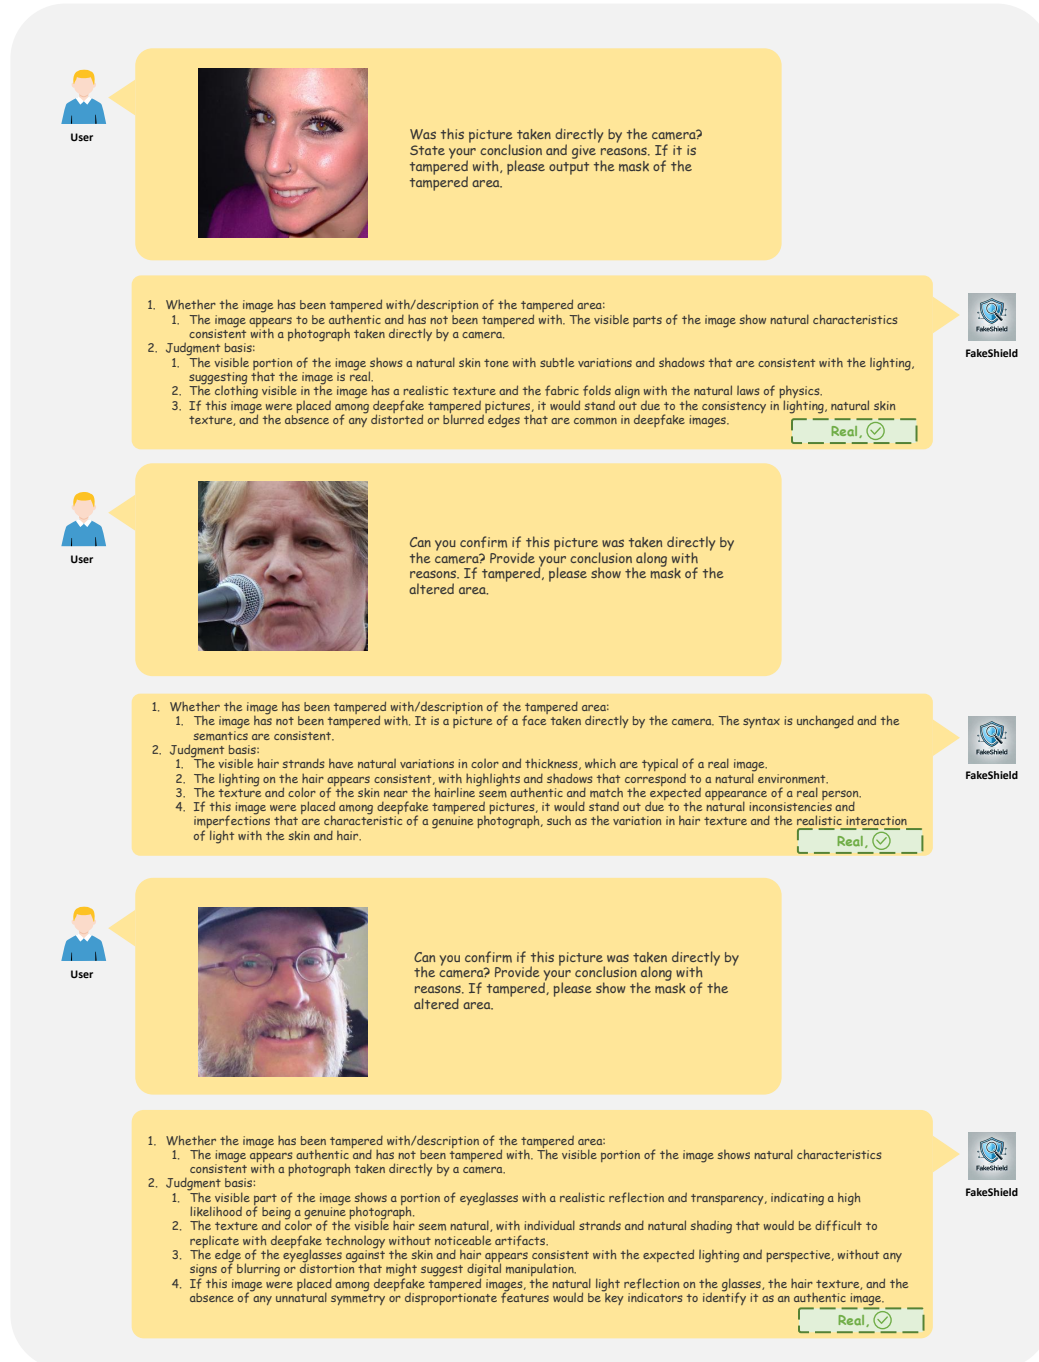 User
Was this picture taken directly by the camera?
State your conclusion and give reasons. If it is
tampered with, please output the mask of the
tampered area.
1. Whether the image has been tampered with/description of the tampered area:
1. The image appears to be authentic and has not been tampered with. The visible parts of the image show natural characteristics
consistent with a photograph taken directly by a camera.
2. Judgment basis:
1. The visible portion of the image shows a natural skin tone with subtle variations and shadows that are consistent with the lighting,
suggesting that the image is real.
2. The clothing visible in the image has a realistic texture and the fabric folds align with the natural laws of physics.
3. If this image were placed among deepfake tampered pictures, it would stand out due to the consistency in lighting, natural skin
texture, and the absence of any distorted or blurred edges that are common in deepfake images.
Real,
FakeShield
FakeShield
User
Can you confirm if this picture was taken directly by
the camera? Provide your conclusion along with
reasons. If tampered, please show the mask of the
altered area.
1. Whether the image has been tampered with/description of the tampered area:
1. The image has not been tampered with. It is a picture of a face taken directly by the camera. The syntax is unchanged and the
semantics are consistent.
2. Judgment basis:
1. The visible hair strands have natural variations in color and thickness, which are typical of a real image.
2. The lighting on the hair appears consistent, with highlights and shadows that correspond to a natural environment.
3. The texture and color of the skin near the hairline seem authentic and match the expected appearance of a real person.
4. If this image were placed among deepfake tampered pictures, it would stand out due to the natural inconsistencies and
imperfections that are characteristic of a genuine photograph, such as the variation in hair texture and the realistic interaction
of light with the skin and hair.
Real,
FakeShield
FakeShield
User
Can you confirm if this picture was taken directly by
the camera? Provide your conclusion along with
reasons. If tampered, please show the mask of the
altered area.
1. Whether the image has been tampered with/description of the tampered area:
1. The image appears authentic and has not been tampered with. The visible portion of the image shows natural characteristics
consistent with a photograph taken directly by a camera.
2. Judgment basis:
1. The visible part of the image shows a portion of eyeglasses with a realistic reflection and transparency, indicating a high
likelihood of being a genuine photograph.
2. The texture and color of the visible hair seem natural, with individual strands and natural shading that would be difficult to
replicate with deepfake technology without noticeable artifacts.
3. The edge of the eyeglasses against the skin and hair appears consistent with the expected lighting and perspective, without any
signs of blurring or distortion that might suggest digital manipulation.
4. If this image were placed among deepfake tampered images, the natural light reflection on the glasses, the hair texture, and the
absence of any unnatural symmetry or disproportionate features would be key indicators to identify it as an authentic image.
Real,
FakeShield
FakeShield